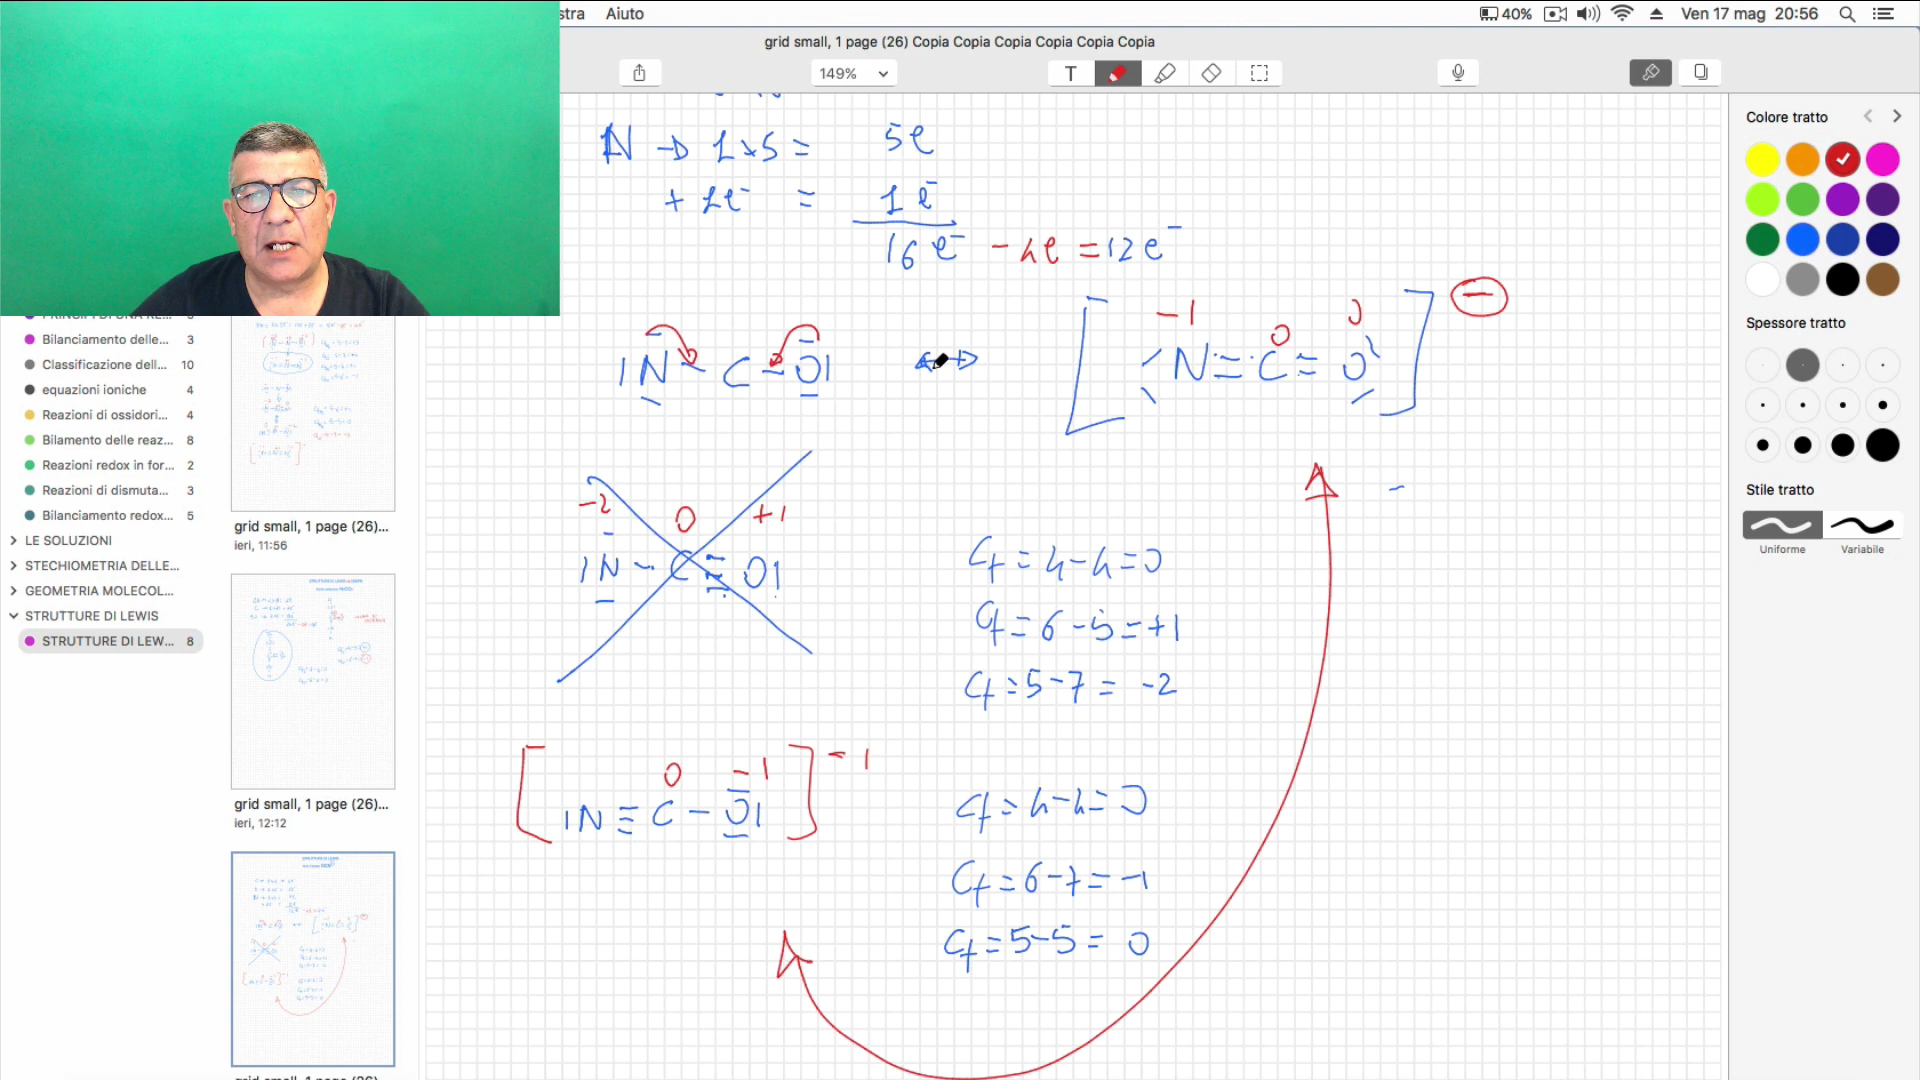 stra Aiuto
40% Ven 17 mag 20:56
grid small, 1 page (26) Copia Copia Copia Copia Copia Copia
149%
T
N → 1x5 = 5e
+ 1e⁻ = 1e⁻
16e⁻ - 4e = 12e⁻
N - C - O ↔ [N = C = O] -
-1 0 0
-2 0 +1
N - C ≡ O
Cf = 4-4=0
Cf = 6-5=+1
Cf = 5-7= -2
0 -1
[N ≡ C - O] -1
Cf = 4-4=0
Cf = 6-7=-1
Cf = 5-5= 0
Bilanciamento delle... 3
Classificazione dell... 10
equazioni ioniche 4
Reazioni di ossidori... 4
Bilamento delle reaz... 8
Reazioni redox in for... 2
Reazioni di dismuta... 3
Bilanciamento redox... 5
LE SOLUZIONI
STECHIOMETRIA DELLE...
GEOMETRIA MOLECOL...
STRUTTURE DI LEWIS
STRUTTURE DI LEW... 8
grid small, 1 page (26)...
ieri, 11:56
grid small, 1 page (26)...
ieri, 12:12
Colore tratto
Spessore tratto
Stile tratto
Uniforme Variabile